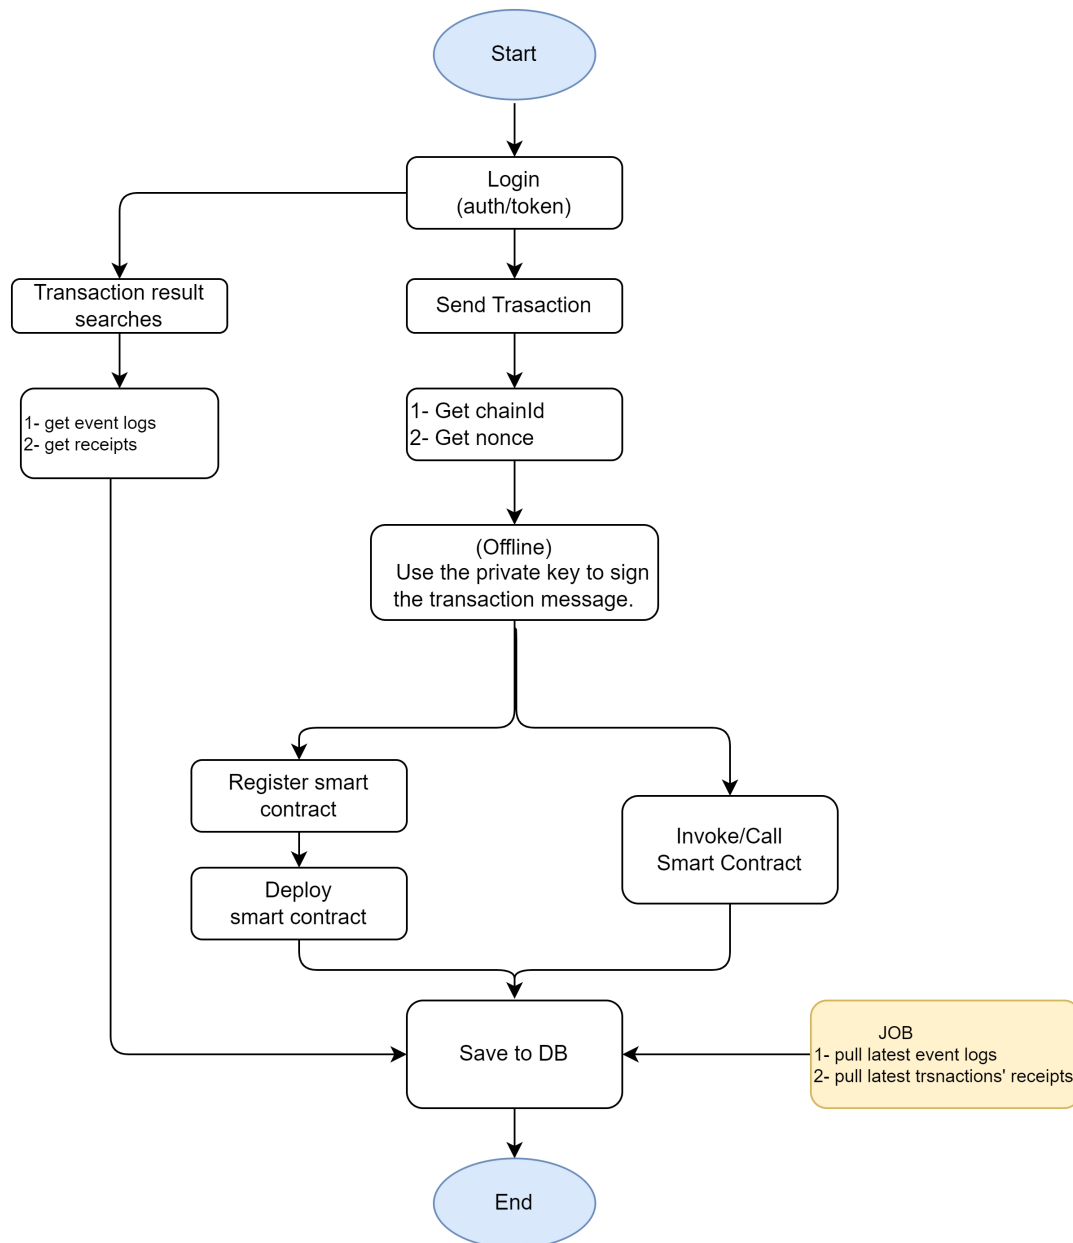 Start
Login
(auth/token)
Transaction result
searches
Send Trasaction
1- get event logs
2- get receipts
1- Get chainId
2- Get nonce
(Offline)
Use the private key to sign
the transaction message.
Register smart
contract
Deploy
smart contract
Invoke/Call
Smart Contract
Save to DB
JOB
1- pull latest event logs
2- pull latest trsnactions' receipts
End